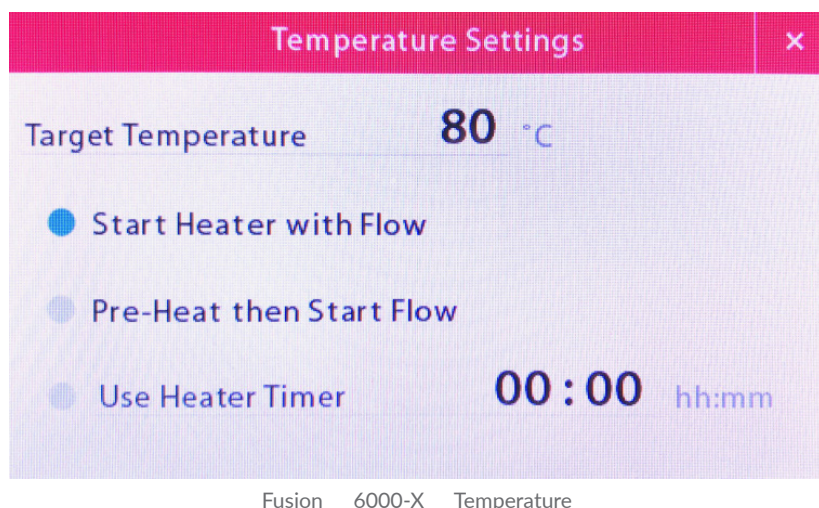 Temperature Settings ×
Target Temperature 80 °C
Start Heater with Flow
Pre-Heat then Start Flow
Use Heater Timer 00 : 00 hh:mm
Fusion 6000-X Temperature